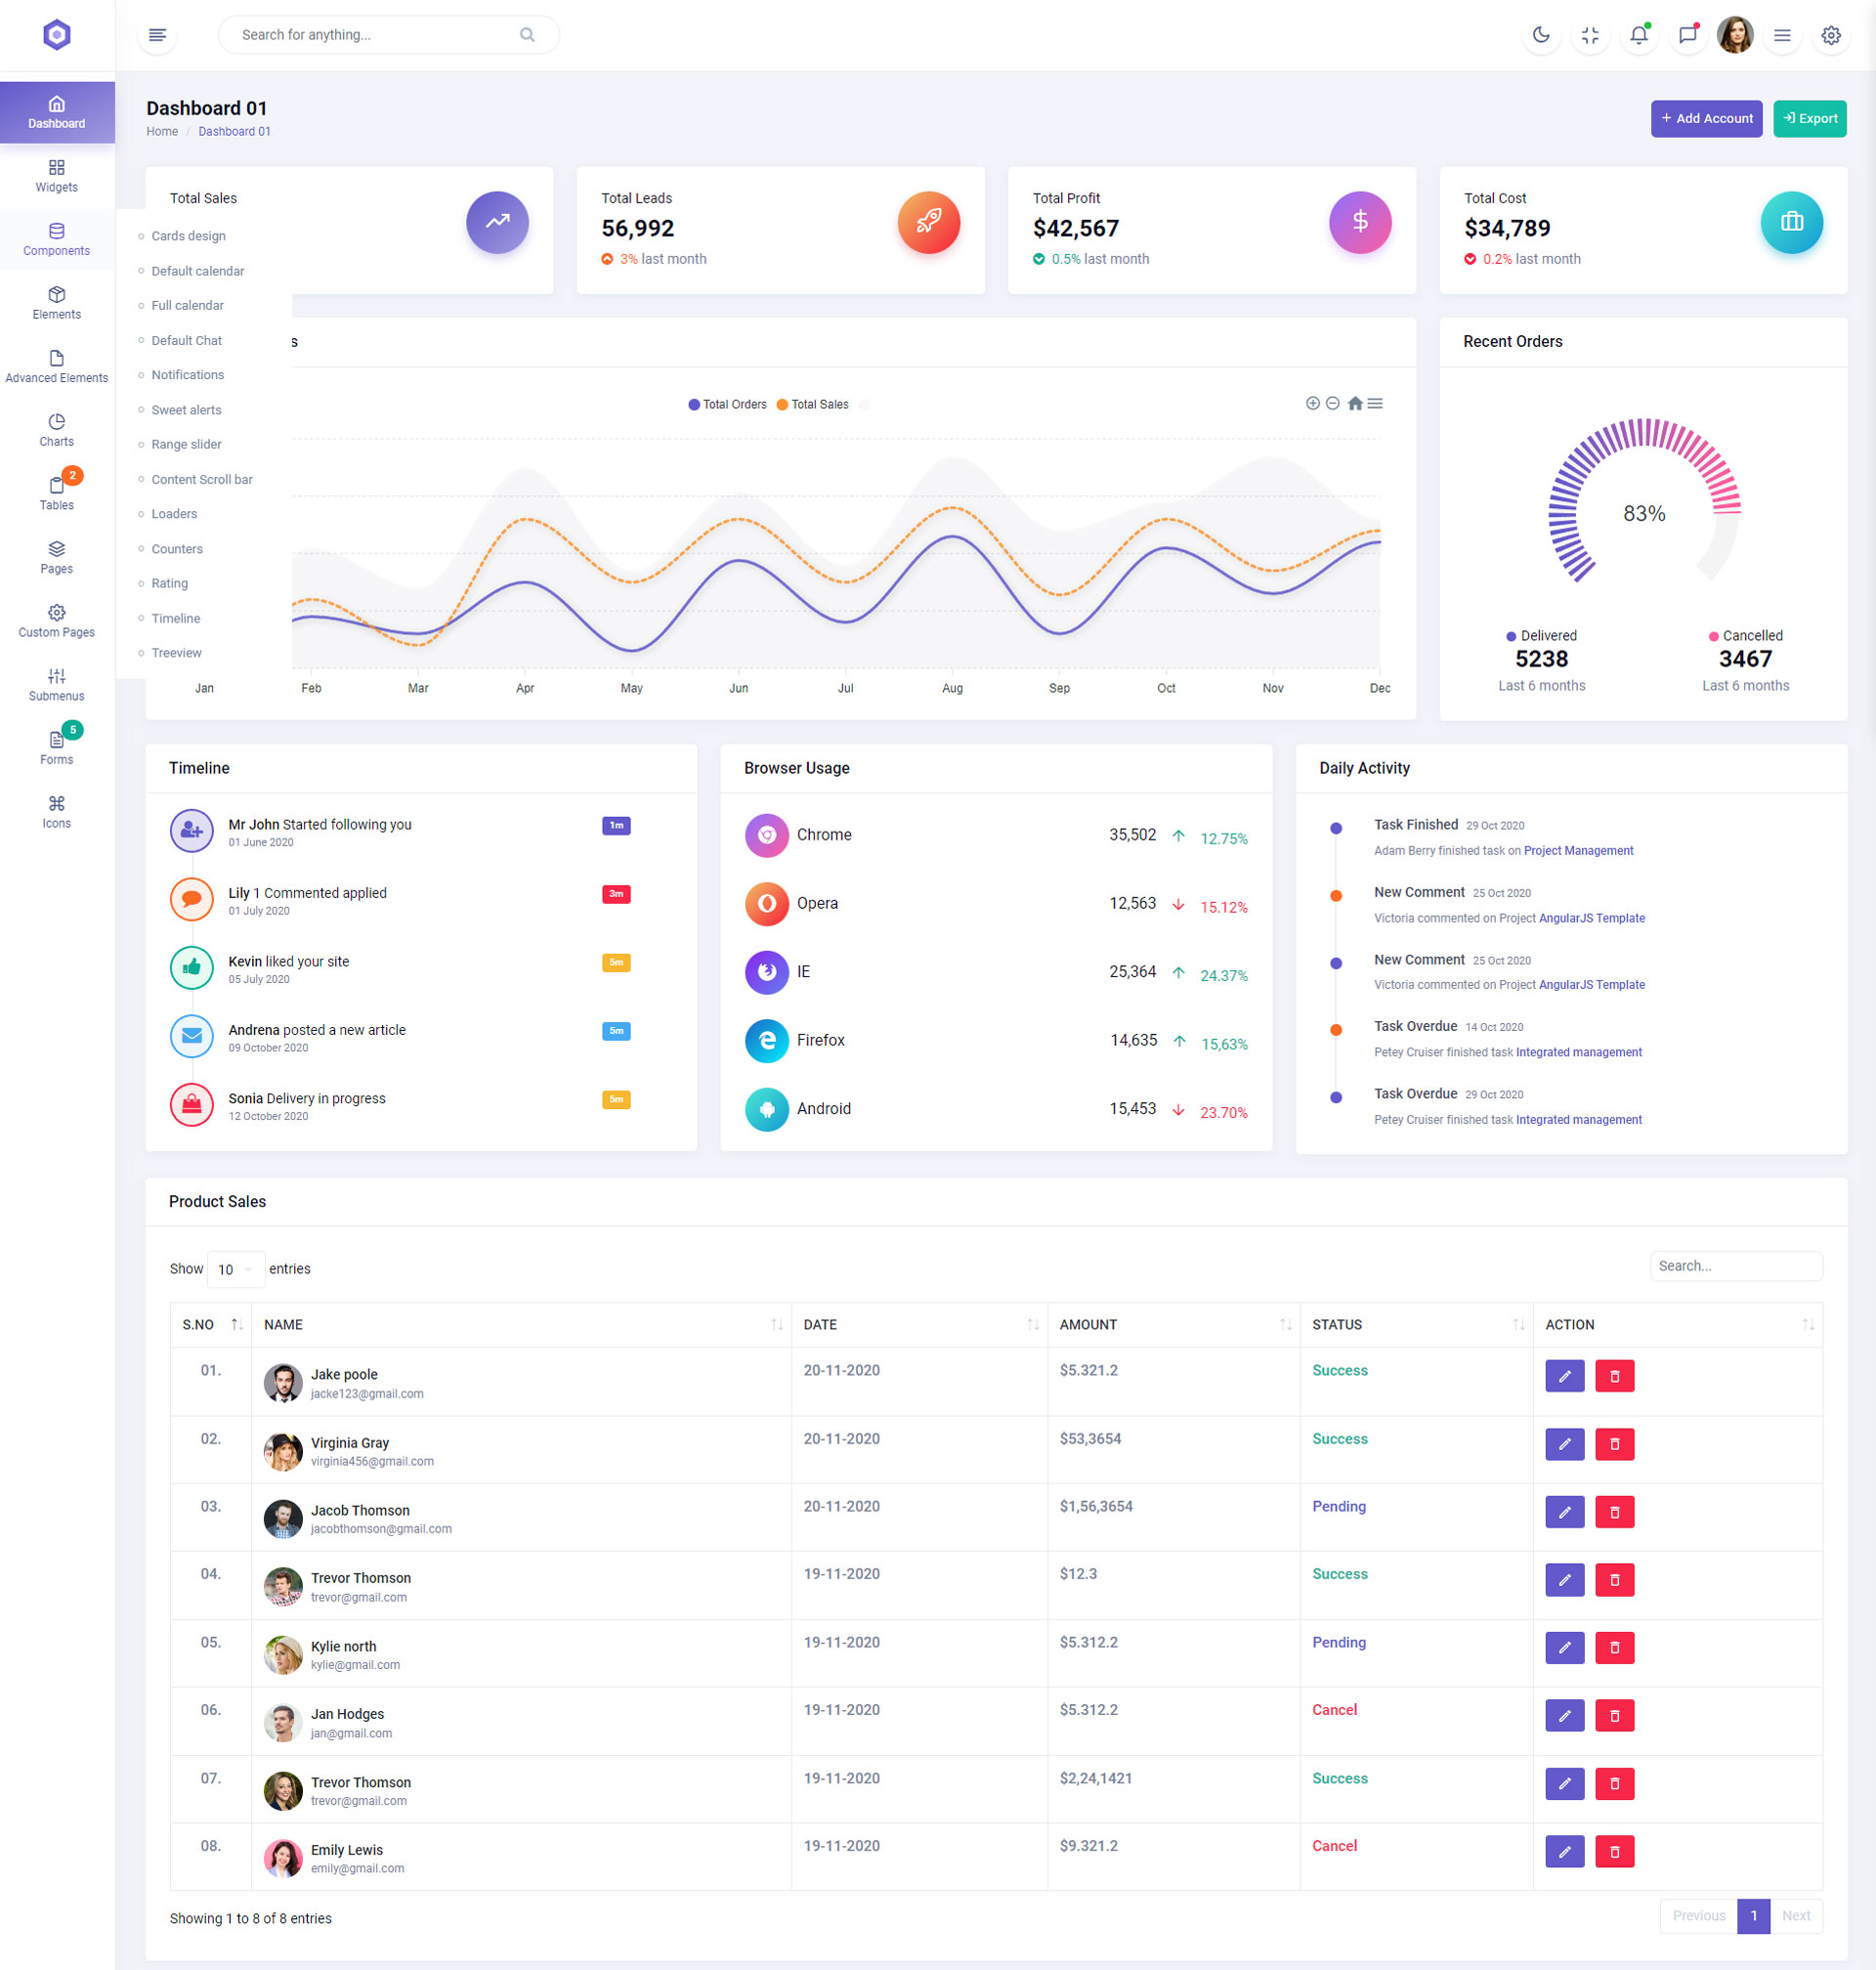 Search for anything...
Dashboard
Widgets
Components
Elements
Advanced Elements
Charts
2
Tables
Pages
Custom Pages
Submenus
5
Forms
Icons
Cards design
Default calendar
Full calendar
Default Chat
Notifications
Sweet alerts
Range slider
Content Scroll bar
Loaders
Counters
Rating
Timeline
Treeview
Dashboard 01
Home / Dashboard 01
+ Add Account
Export
Total Sales
Total Leads
56,992
3% last month
Total Profit
$42,567
0.5% last month
Total Cost
$34,789
0.2% last month
s
Total Orders Total Sales
Jan Feb Mar Apr May Jun Jul Aug Sep Oct Nov Dec
Recent Orders
83%
Delivered
5238
Last 6 months
Cancelled
3467
Last 6 months
Timeline
Mr John Started following you 1m
01 June 2020
Lily 1 Commented applied 3m
01 July 2020
Kevin liked your site 5m
05 July 2020
Andrena posted a new article 5m
09 October 2020
Sonia Delivery in progress 5m
12 October 2020
Browser Usage
Chrome 35,502 12.75%
Opera 12,563 15.12%
IE 25,364 24.37%
Firefox 14,635 15,63%
Android 15,453 23.70%
Daily Activity
Task Finished 29 Oct 2020
Adam Berry finished task on Project Management
New Comment 25 Oct 2020
Victoria commented on Project AngularJS Template
New Comment 25 Oct 2020
Victoria commented on Project AngularJS Template
Task Overdue 14 Oct 2020
Petey Cruiser finished task Integrated management
Task Overdue 29 Oct 2020
Petey Cruiser finished task Integrated management
Product Sales
Show 10 entries
Search...
S.NO NAME DATE AMOUNT STATUS ACTION
01. Jake poole 20-11-2020 $5.321.2 Success
jacke123@gmail.com
02. Virginia Gray 20-11-2020 $53,3654 Success
virginia456@gmail.com
03. Jacob Thomson 20-11-2020 $1,56,3654 Pending
jacobthomson@gmail.com
04. Trevor Thomson 19-11-2020 $12.3 Success
trevor@gmail.com
05. Kylie north 19-11-2020 $5.312.2 Pending
kylie@gmail.com
06. Jan Hodges 19-11-2020 $5.312.2 Cancel
jan@gmail.com
07. Trevor Thomson 19-11-2020 $2,24,1421 Success
trevor@gmail.com
08. Emily Lewis 19-11-2020 $9.321.2 Cancel
emily@gmail.com
Showing 1 to 8 of 8 entries
Previous 1 Next